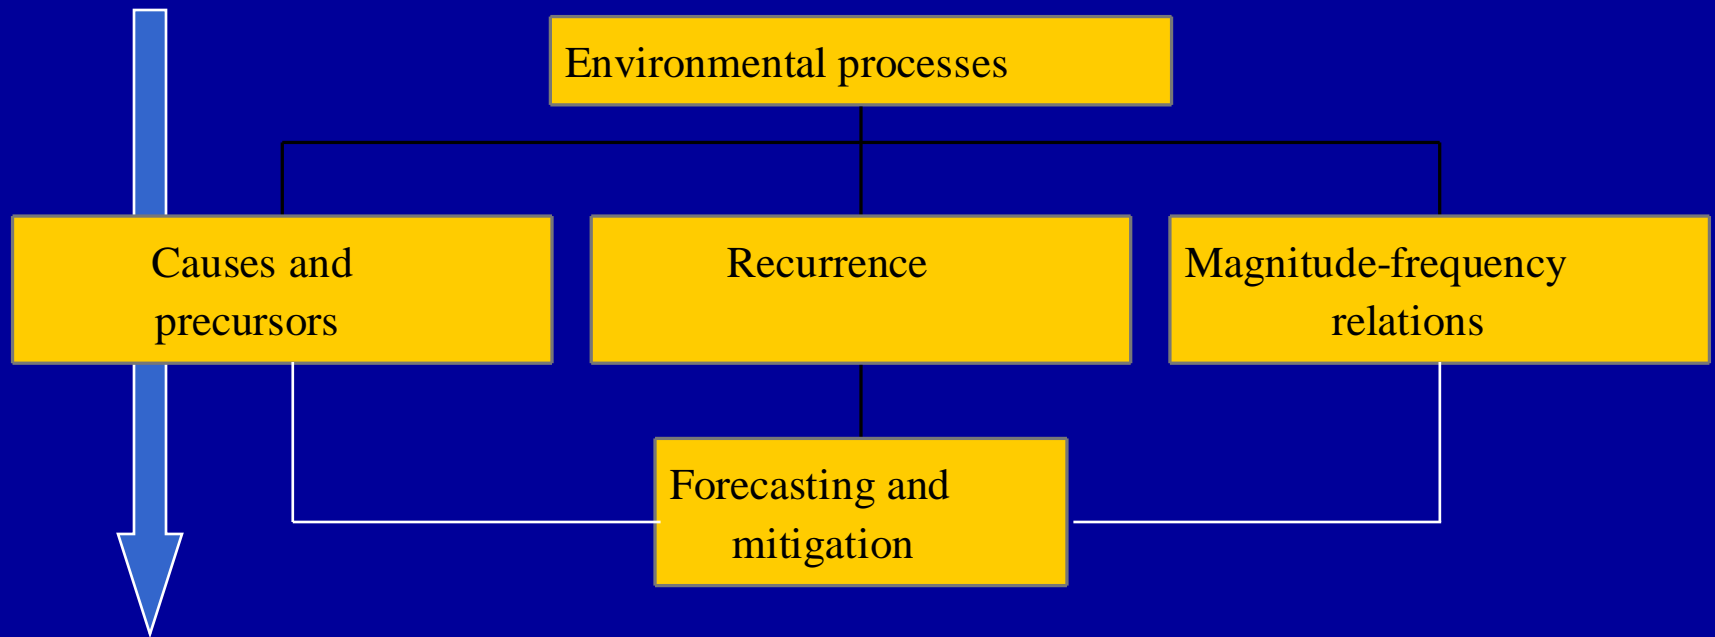 Environmental processes
Causes and
precursors
Recurrence
Magnitude-frequency
relations
Forecasting and
mitigation